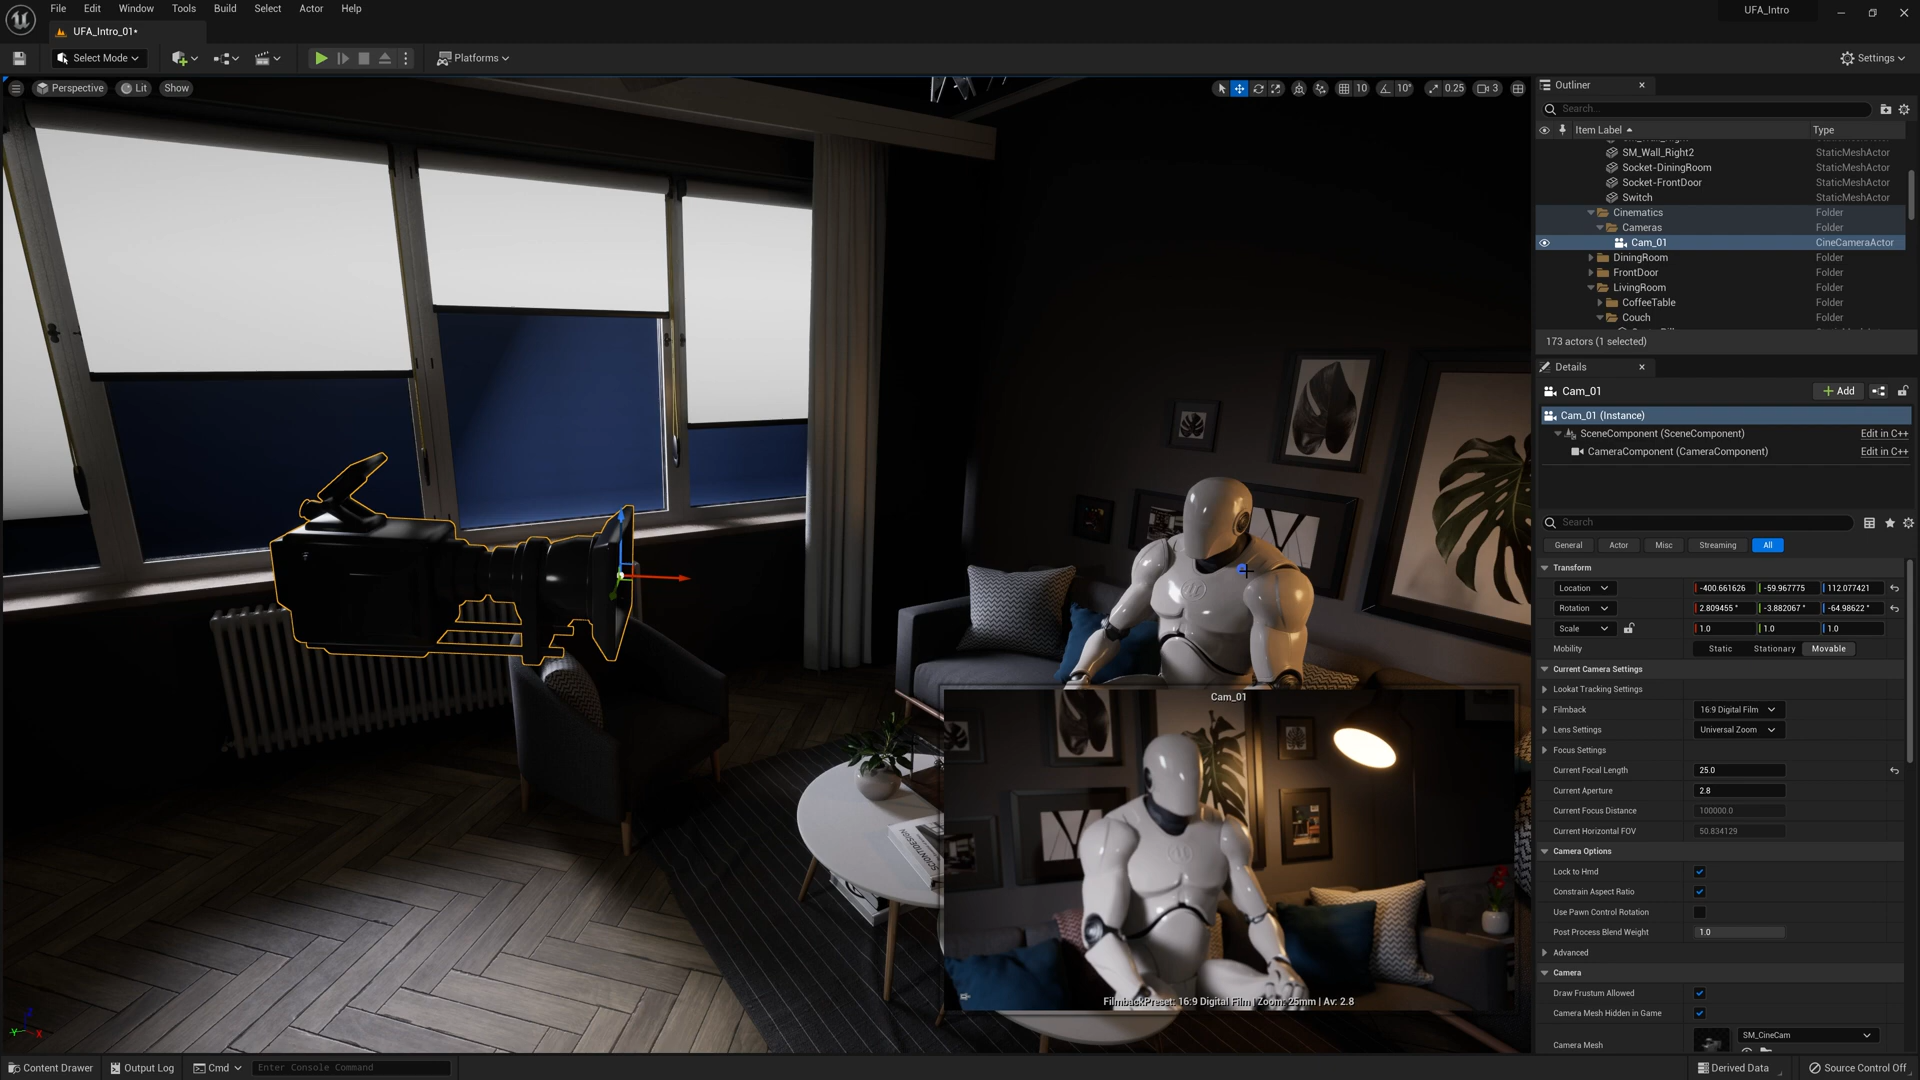 File Edit Window Tools Build Select Actor Help
UFA_Intro
UFA_Intro_01*
Select Mode
Platforms
Settings
Perspective Lit Show
10 10° 0.25 3
Outliner
Search...
Item Label Type
SM_Wall_Right2 StaticMeshActor
Socket-DiningRoom StaticMeshActor
Socket-FrontDoor StaticMeshActor
Switch StaticMeshActor
Cinematics Folder
Cameras Folder
Cam_01 CineCameraActor
DiningRoom Folder
FrontDoor Folder
LivingRoom Folder
CoffeeTable Folder
Couch Folder
173 actors (1 selected)
Details
Cam_01
Add
Cam_01 (Instance)
SceneComponent (SceneComponent) Edit in C++
CameraComponent (CameraComponent) Edit in C++
Search
General Actor Misc Streaming All
Transform
Location -400.661626 -59.967775 112.077421
Rotation 2.809455° -3.882067° -64.98622°
Scale 1.0 1.0 1.0
Mobility Static Stationary Movable
Current Camera Settings
Lookat Tracking Settings
Filmback 16:9 Digital Film
Lens Settings Universal Zoom
Focus Settings
Current Focal Length 25.0
Current Aperture 2.8
Current Focus Distance 100000.0
Current Horizontal FOV 50.834129
Camera Options
Lock to Hmd
Constrain Aspect Ratio
Use Pawn Control Rotation
Post Process Blend Weight 1.0
Advanced
Camera
Draw Frustum Allowed
Camera Mesh Hidden in Game
Camera Mesh SM_CineCam
Cam_01
FilmbackPreset: 16:9 Digital Film | Zoom: 25mm | Av: 2.8
Content Drawer Output Log Cmd Enter Console Command
Derived Data Source Control Off